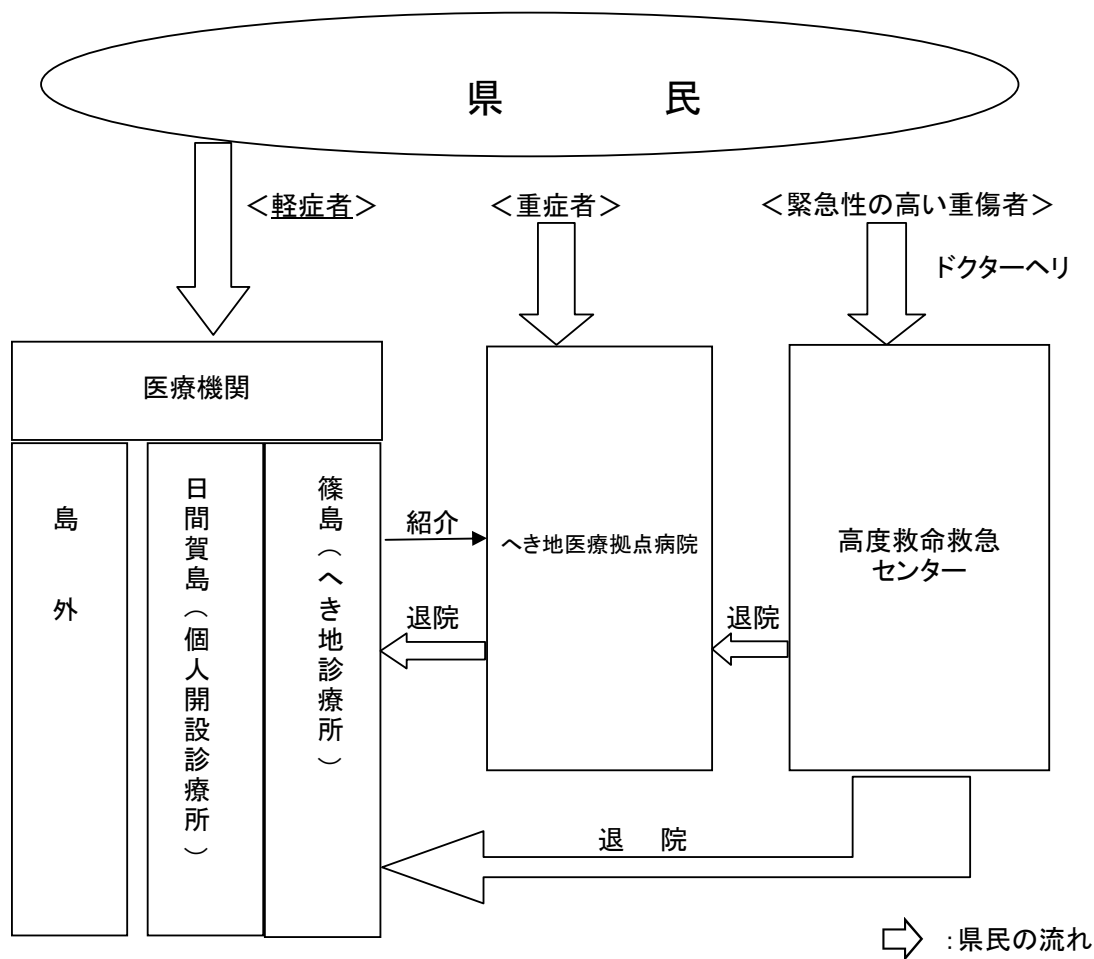 県 民
＜軽症者＞
＜重症者＞
＜緊急性の高い重傷者＞
ドクターヘリ
医療機関
島 外
日間賀島（個人開設診療所）
篠島（へき地診療所）
紹介
退院
へき地医療拠点病院
退院
高度救命救急
センター
退 院
：県民の流れ